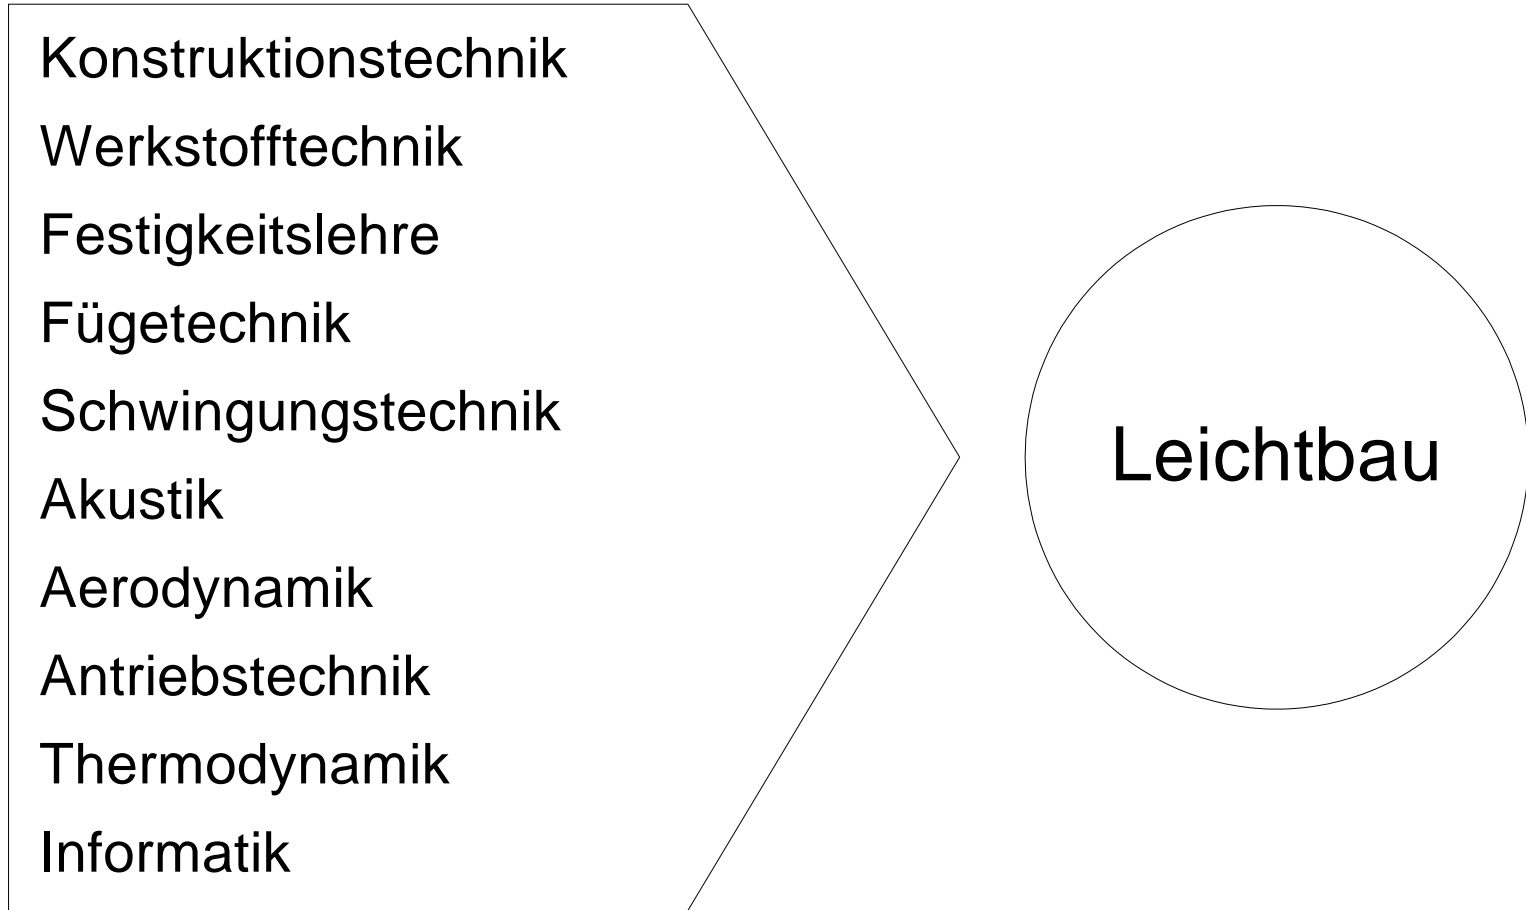 Konstruktionstechnik
Werkstofftechnik
Festigkeitslehre
Fügetechnik
Schwingungstechnik
Akustik
Aerodynamik
Antriebstechnik
Thermodynamik
Informatik
Leichtbau